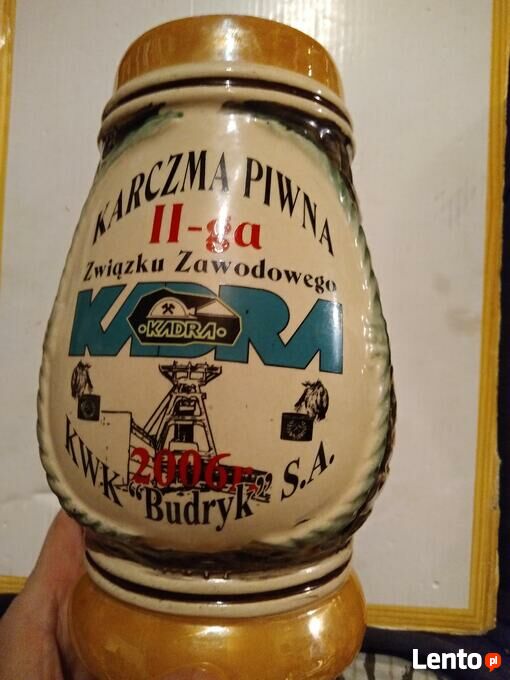 KARCZMA PIWNA
II-ga
Związku Zawodowego
KADRA
•KADRA•
2006r.
KWK "Budryk" S.A.
Lento.pl